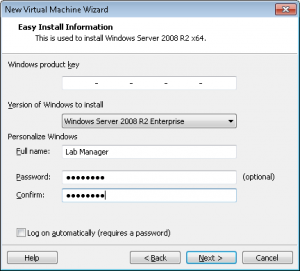 New Virtual Machine Wizard
Easy Install Information
This is used to install Windows Server 2008 R2 x64.
Windows product key
- - - -
Version of Windows to install
Windows Server 2008 R2 Enterprise
Personalize Windows
Full name: Lab Manager
Password: ●●●●●●●● (optional)
Confirm: ●●●●●●●●
Log on automatically (requires a password)
Help < Back Next > Cancel